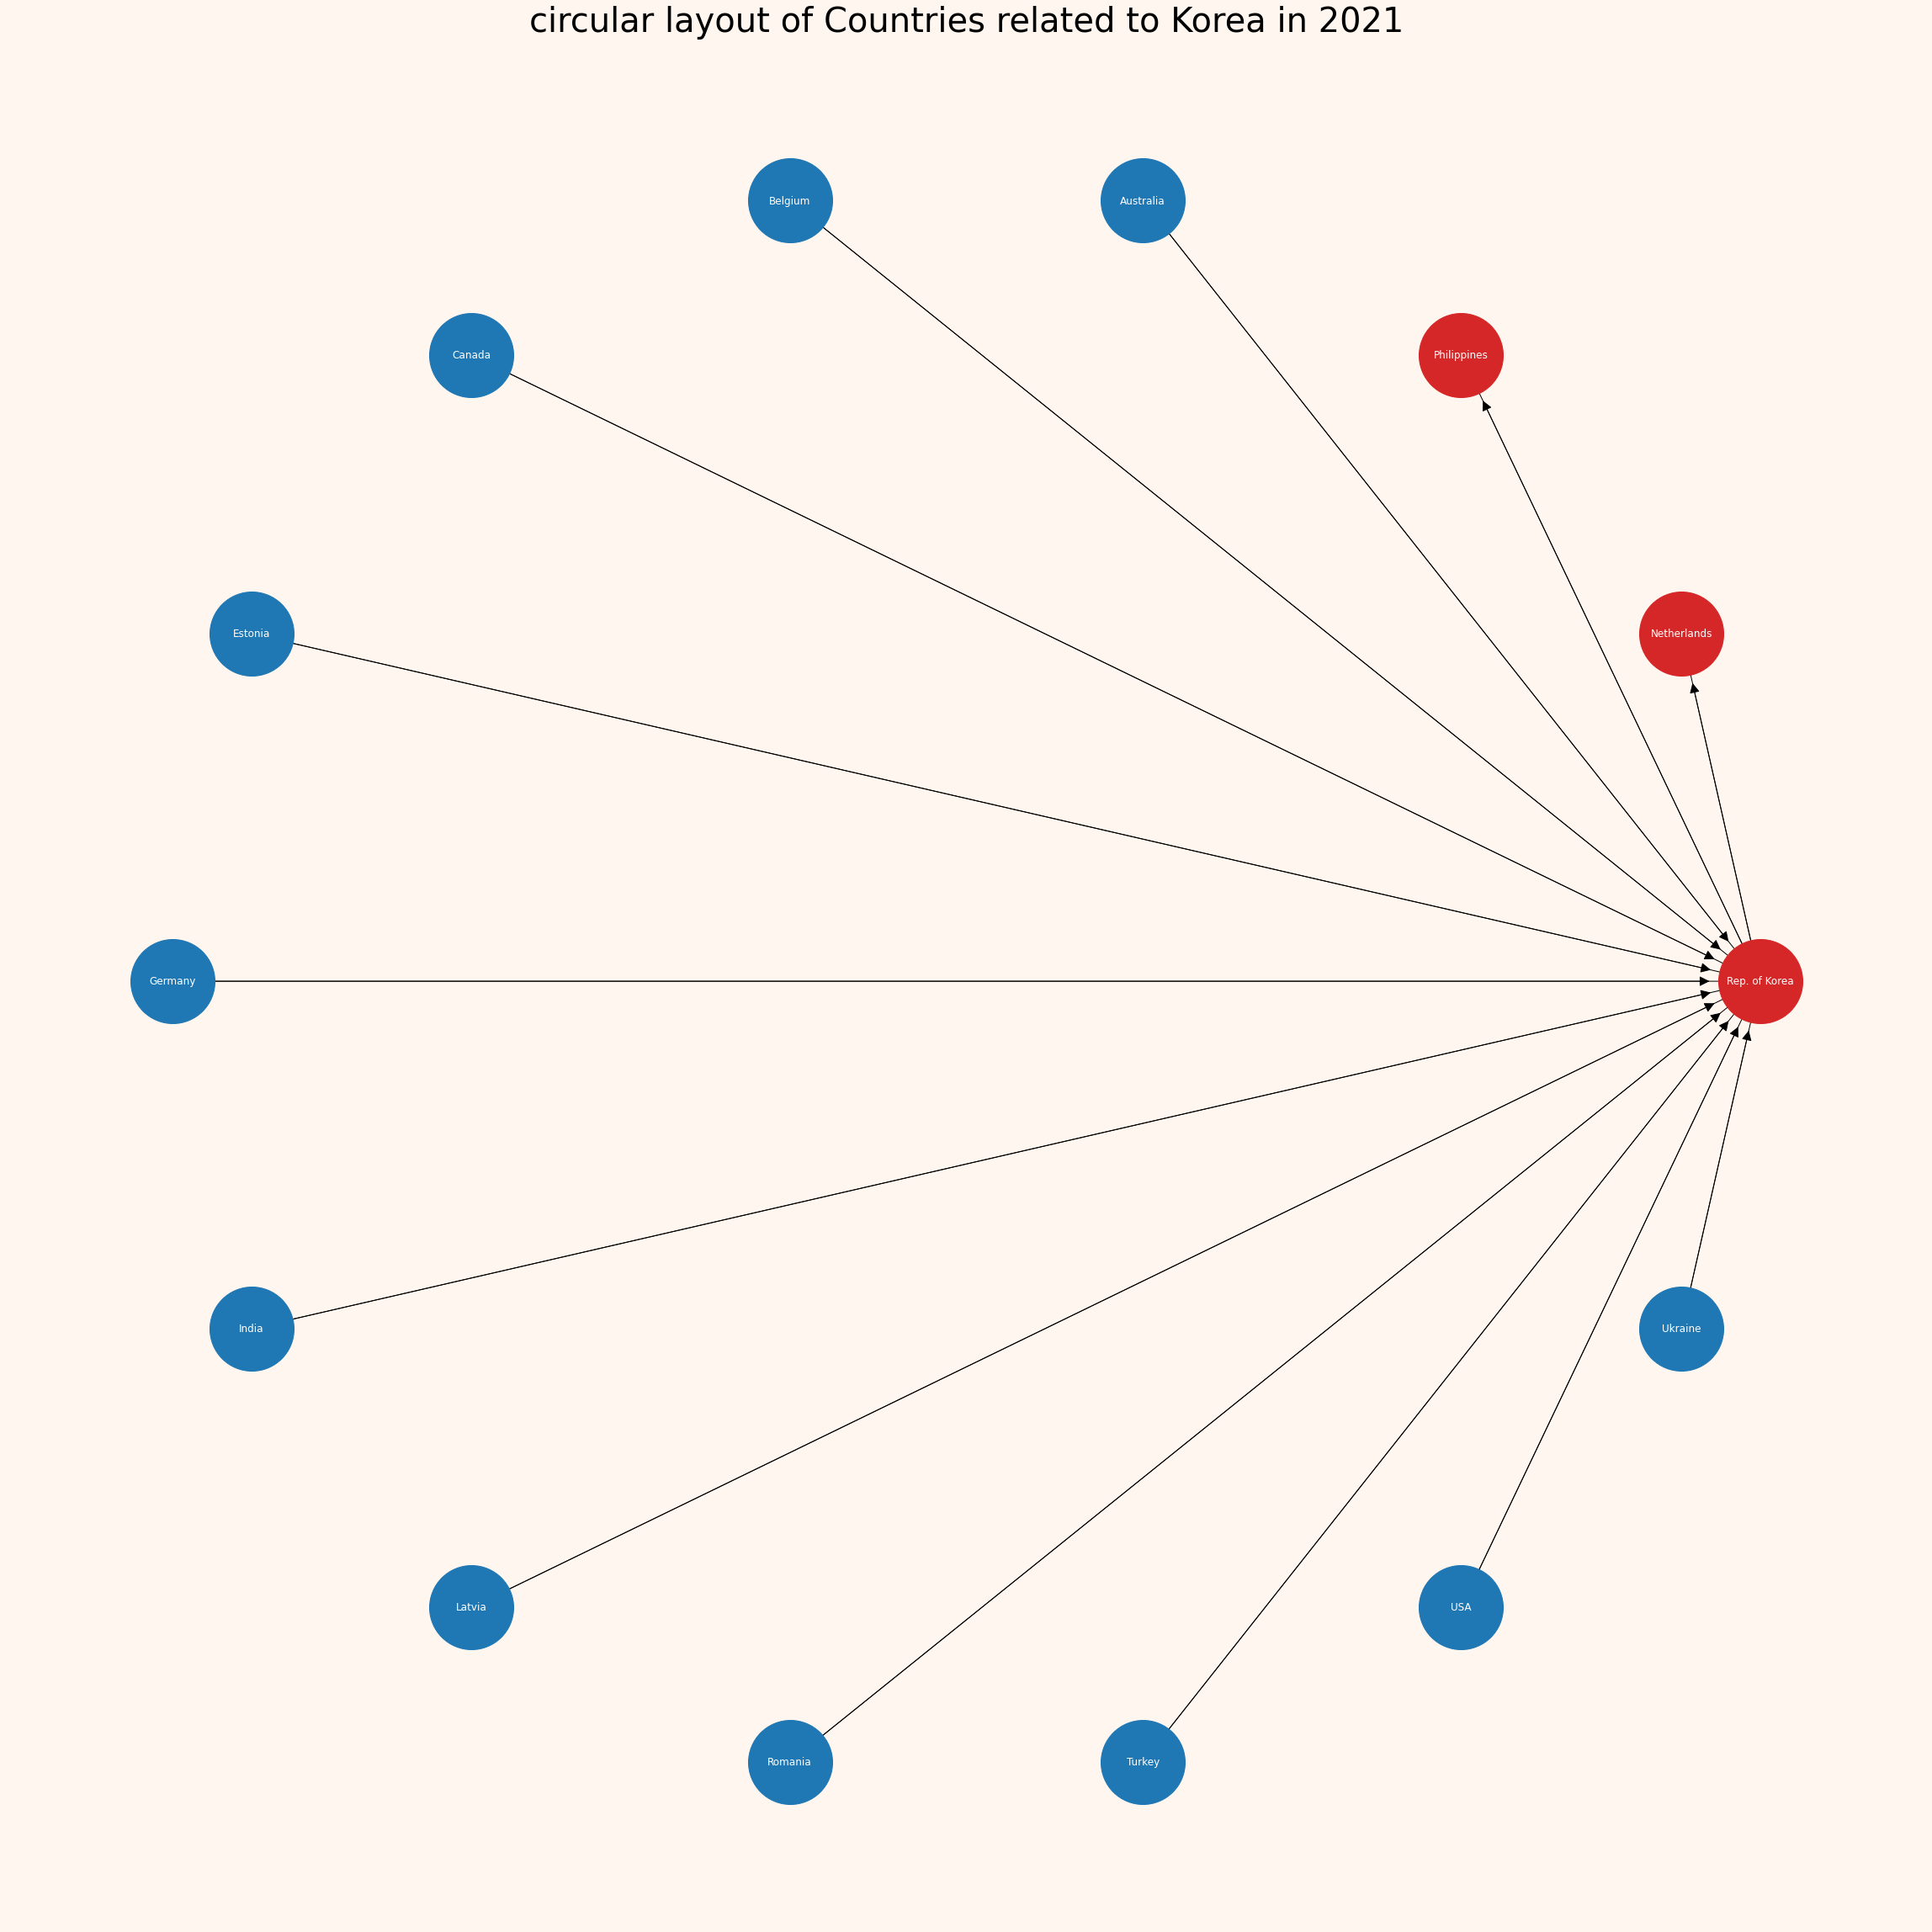 circular layout of Countries related to Korea in 2021
Belgium
Australia
Canada
Philippines
Estonia
Netherlands
Germany
Rep. of Korea
India
Ukraine
Latvia
USA
Romania
Turkey